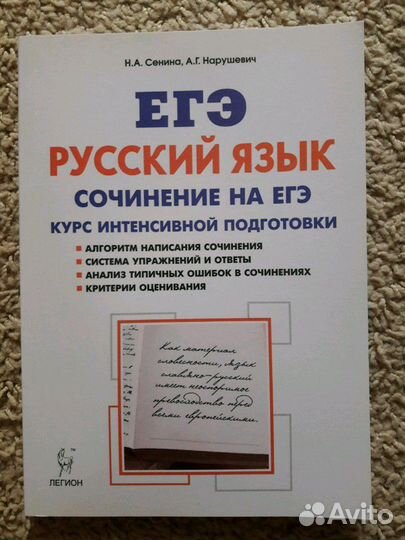 Н.А. Сенина, А.Г. Нарушевич
ЕГЭ
РУССКИЙ ЯЗЫК
СОЧИНЕНИЕ НА ЕГЭ
КУРС ИНТЕНСИВНОЙ ПОДГОТОВКИ
АЛГОРИТМ НАПИСАНИЯ СОЧИНЕНИЯ
СИСТЕМА УПРАЖНЕНИЙ И ОТВЕТЫ
АНАЛИЗ ТИПИЧНЫХ ОШИБОК В СОЧИНЕНИЯХ
КРИТЕРИИ ОЦЕНИВАНИЯ
Как материал
словесности, язык
славяно-русский
имеет неоспоримое
превосходство перед
всеми европейскими.
ЛЕГИОН
TM
Avito